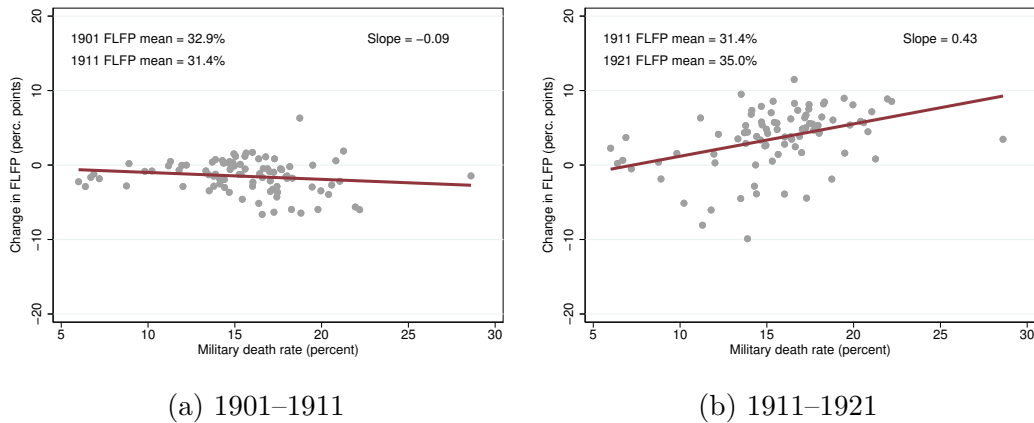 1901 FLFP mean = 32.9%
1911 FLFP mean = 31.4%
Slope = −0.09
Change in FLFP (perc. points)
20
10
0
−10
−20
5 10 15 20 25 30
Military death rate (percent)
(a) 1901–1911
1911 FLFP mean = 31.4%
1921 FLFP mean = 35.0%
Slope = 0.43
Change in FLFP (perc. points)
20
10
0
−10
−20
5 10 15 20 25 30
Military death rate (percent)
(b) 1911–1921